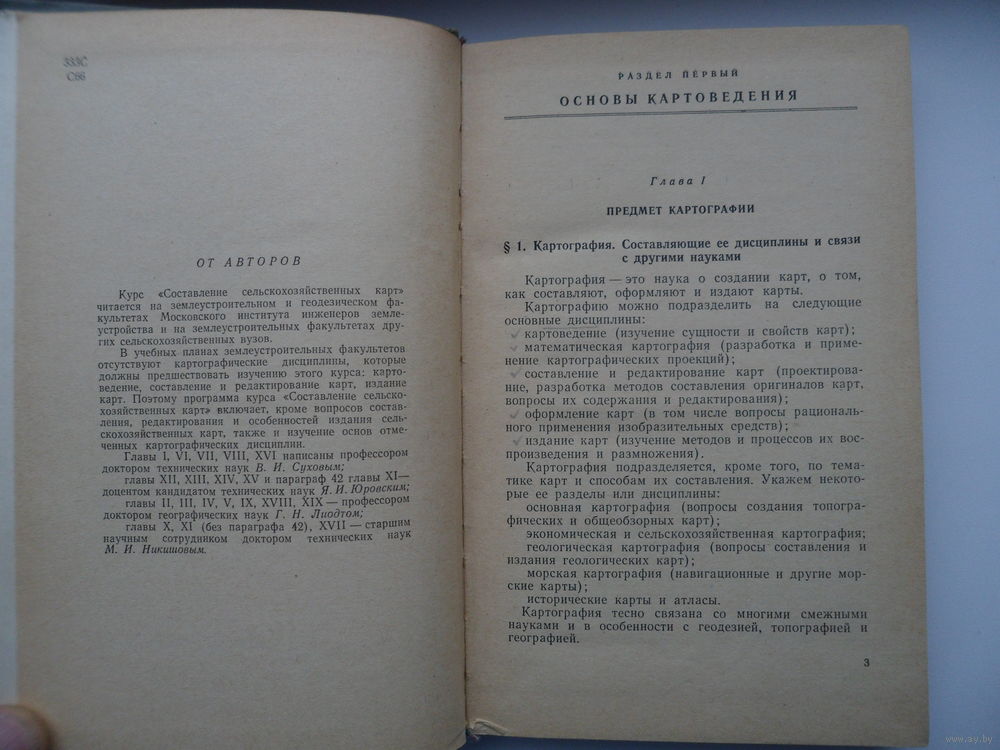 333С
С66
ОТ АВТОРОВ
Курс «Составление сельскохозяйственных карт»
читается на землеустроительном и геодезическом фа-
культетах Московского института инженеров земле-
устройства и на землеустроительных факультетах дру-
гих сельскохозяйственных вузов.
В учебных планах землеустроительных факультетов
отсутствуют картографические дисциплины, которые
должны предшествовать изучению этого курса: карто-
ведение, составление и редактирование карт, издание
карт. Поэтому программа курса «Составление сельско-
хозяйственных карт» включает, кроме вопросов состав-
ления, редактирования и особенностей издания сель-
скохозяйственных карт, также и изучение основ отме-
ченных картографических дисциплин.
Главы I, VI, VII, VIII, XVI написаны профессором
доктором технических наук В. И. Суховым;
главы XII, XIII, XIV, XV и параграф 42 главы XI—
доцентом кандидатом технических наук Я. И. Юровским;
главы II, III, IV, V, IX, XVIII, XIX — профессором
доктором географических наук Г. Н. Лиодтом;
главы X, XI (без параграфа 42), XVII — старшим
научным сотрудником доктором технических наук
М. И. Никишовым.
РАЗДЕЛ ПЕРВЫЙ
ОСНОВЫ КАРТОВЕДЕНИЯ
Глава I
ПРЕДМЕТ КАРТОГРАФИИ
§ 1. Картография. Составляющие ее дисциплины и связи
с другими науками
Картография — это наука о создании карт, о том,
как составляют, оформляют и издают карты.
Картографию можно подразделить на следующие
основные дисциплины:
картоведение (изучение сущности и свойств карт);
математическая картография (разработка и приме-
нение картографических проекций);
составление и редактирование карт (проектирова-
ние, разработка методов составления оригиналов карт,
вопросы их содержания и редактирования);
оформление карт (в том числе вопросы рациональ-
ного применения изобразительных средств);
издание карт (изучение методов и процессов их вос-
произведения и размножения).
Картография подразделяется, кроме того, по тема-
тике карт и способам их составления. Укажем некото-
рые ее разделы или дисциплины:
основная картография (вопросы создания топогра-
фических и общеобзорных карт);
экономическая и сельскохозяйственная картография;
геологическая картография (вопросы составления и
издания геологических карт);
морская картография (навигационные и другие мор-
ские карты);
исторические карты и атласы.
Картография тесно связана со многими смежными
науками и в особенности с геодезией, топографией и
географией.
3
www.ay.by